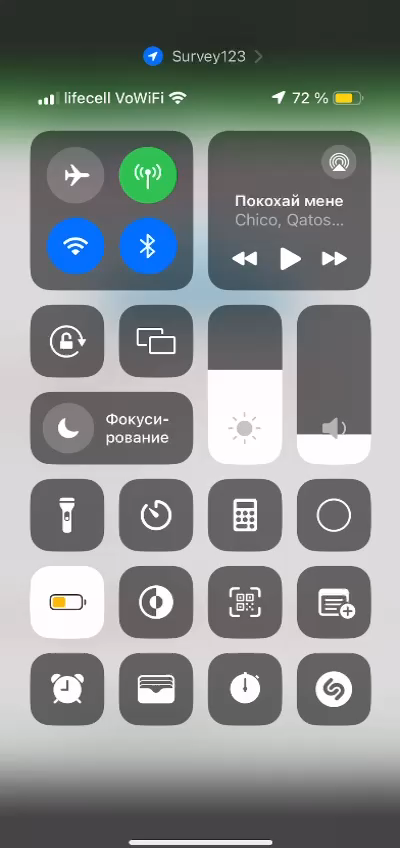 Survey123
lifecell VoWiFi
72 %
Покохай мене
Chico, Qatos...
Фокуси-
рование